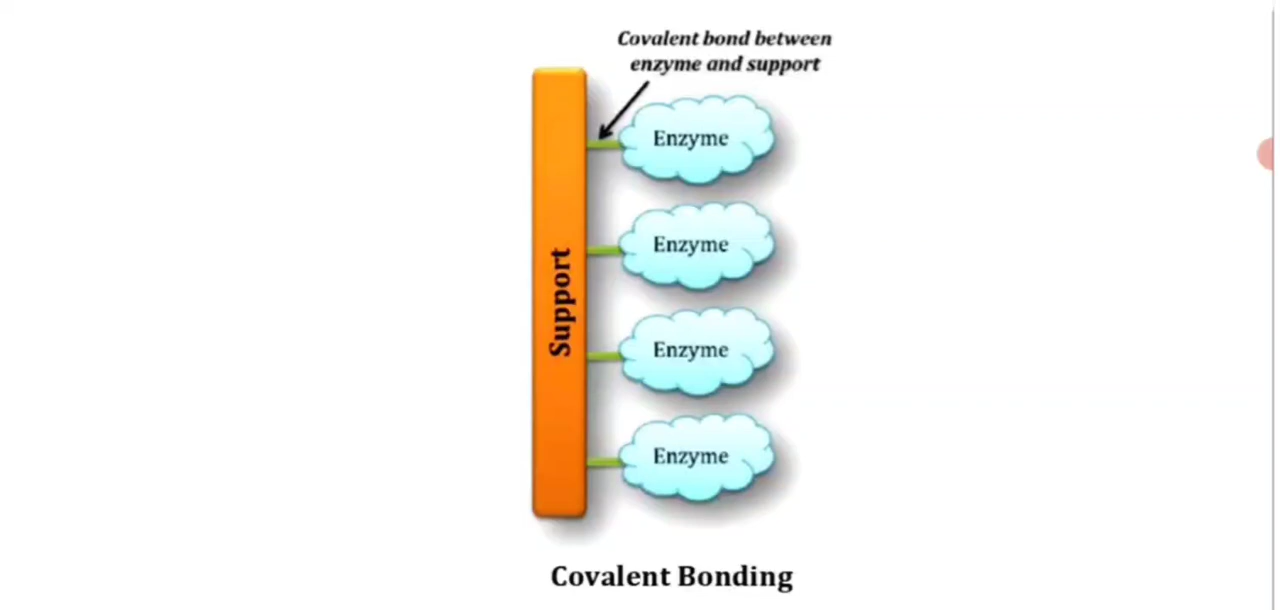 Covalent bond between
enzyme and support
Enzyme
Enzyme
Support
Enzyme
Enzyme
Covalent Bonding